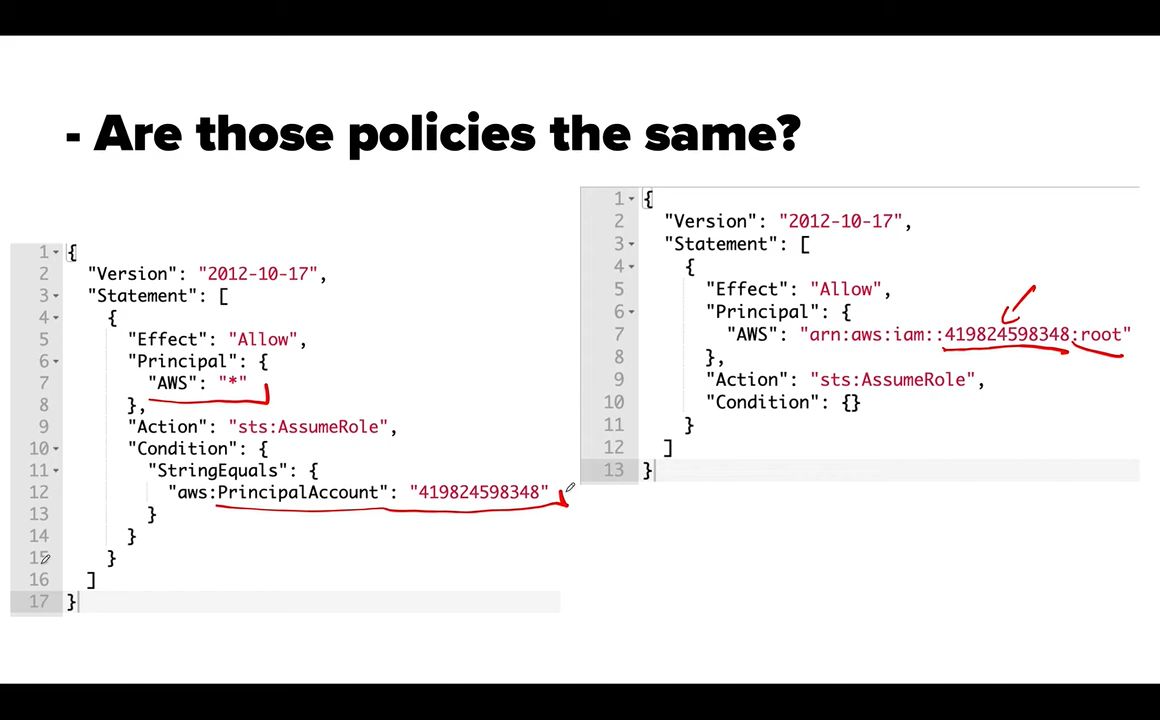 - Are those policies the same?
1 {
2 "Version": "2012-10-17",
3 "Statement": [
4 {
5 "Effect": "Allow",
6 "Principal": {
7 "AWS": "*"
8 },
9 "Action": "sts:AssumeRole",
10 "Condition": {
11 "StringEquals": {
12 "aws:PrincipalAccount": "419824598348"
13 }
14 }
15 }
16 ]
17 }
1 {
2 "Version": "2012-10-17",
3 "Statement": [
4 {
5 "Effect": "Allow",
6 "Principal": {
7 "AWS": "arn:aws:iam::419824598348:root"
8 },
9 "Action": "sts:AssumeRole",
10 "Condition": {}
11 }
12 ]
13 }